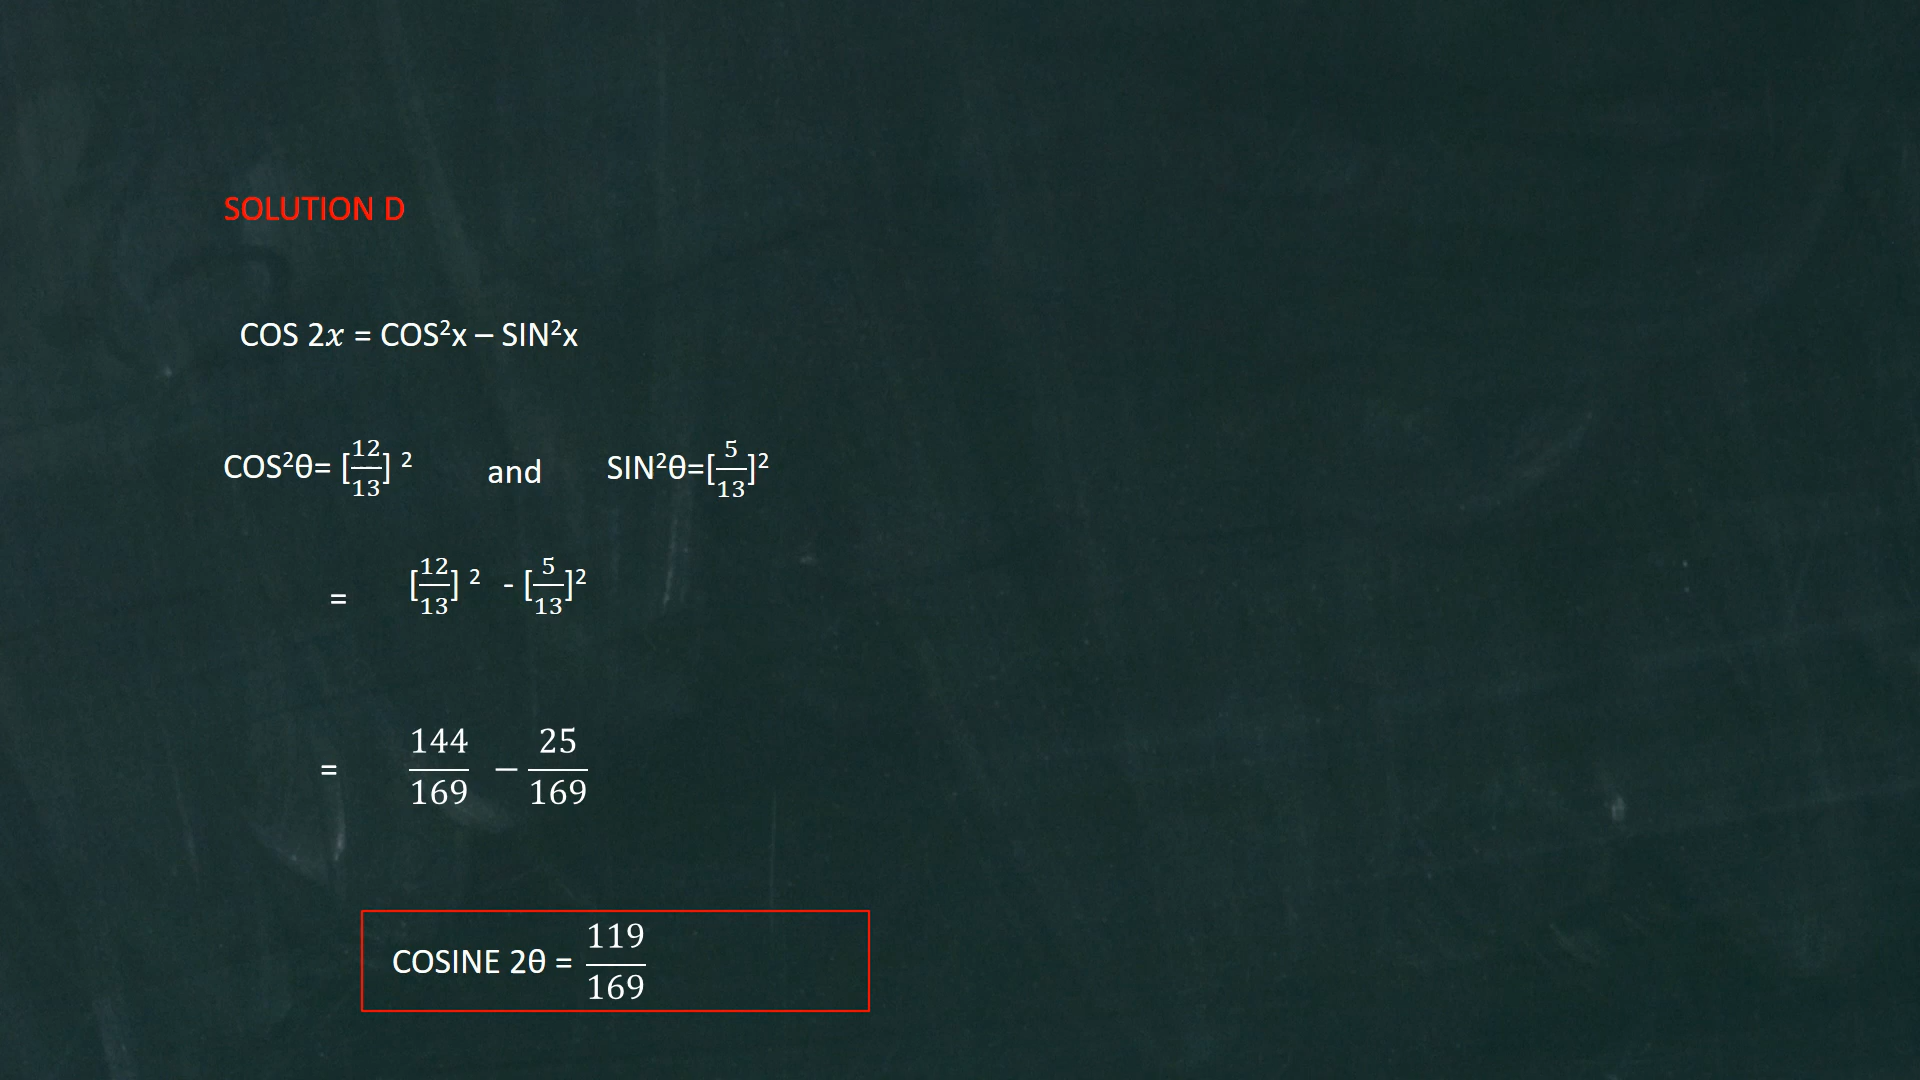 SOLUTION D
COS 2𝑥 = COS²x – SIN²x
COS²θ= [12/13] ² and SIN²θ=[5/13]²
= [12/13] ² - [5/13]²
= 144/169 − 25/169
COSINE 2θ = 119/169